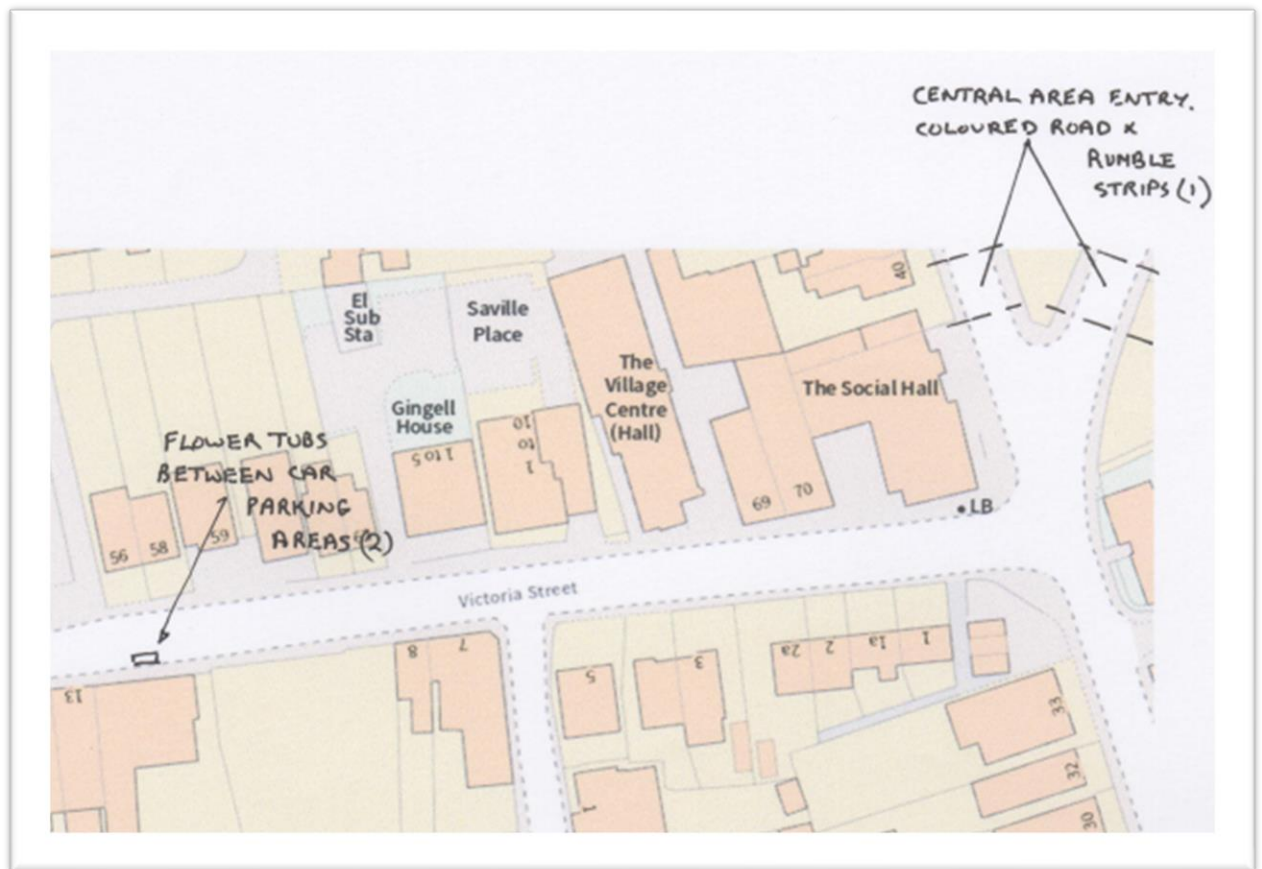 CENTRAL AREA ENTRY.
COLOURED ROAD &
RUMBLE
STRIPS (1)
40
El
Sub
Sta
Saville
Place
The
Village
Centre
(Hall)
The Social Hall
Gingell
House
1 to 5
1
to
10
FLOWER TUBS
BETWEEN CAR
PARKING
AREAS (2)
56
58
59
69
70
LB
Victoria Street
13
8
7
5
3
2a
2
1a
1
33
32
30
1